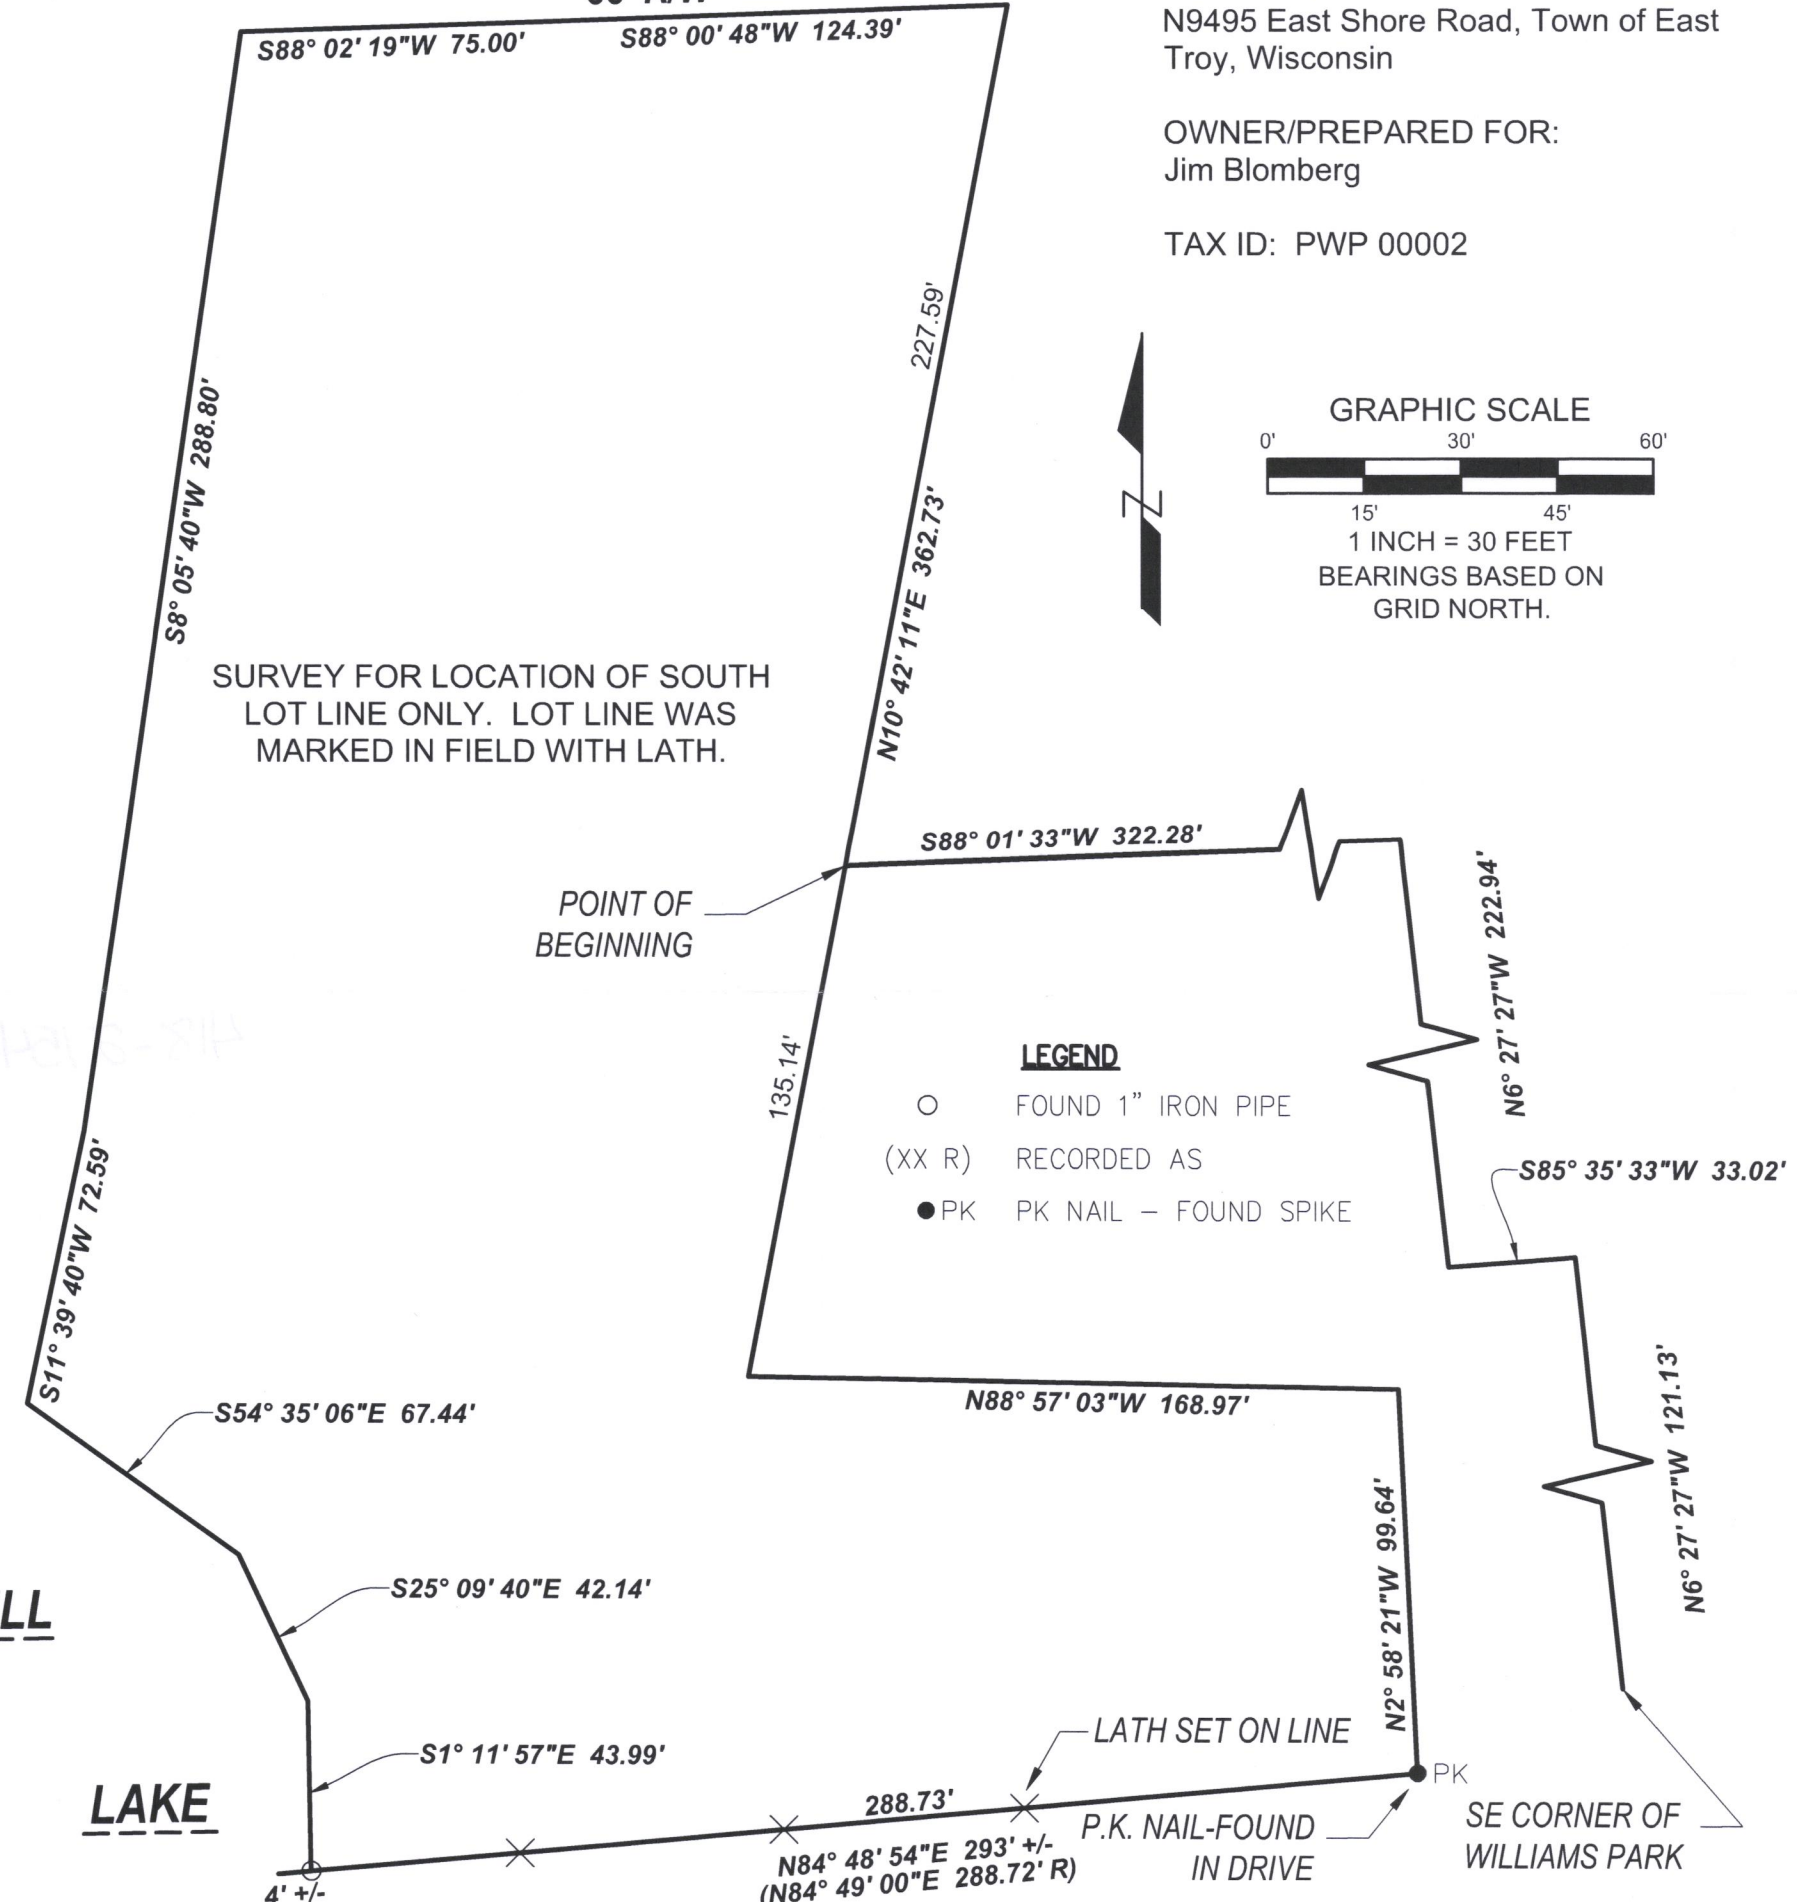 S88° 02' 19"W 75.00'
S88° 00' 48"W 124.39'
N9495 East Shore Road, Town of East
Troy, Wisconsin
OWNER/PREPARED FOR:
Jim Blomberg
TAX ID: PWP 00002
227.59'
GRAPHIC SCALE
0' 30' 60'
15' 45'
1 INCH = 30 FEET
BEARINGS BASED ON
GRID NORTH.
N
S8° 05' 40"W 288.80'
N10° 42' 11"E 362.73'
SURVEY FOR LOCATION OF SOUTH
LOT LINE ONLY. LOT LINE WAS
MARKED IN FIELD WITH LATH.
S88° 01' 33"W 322.28'
POINT OF
BEGINNING
N6° 27' 27"W 222.94'
135.14'
LEGEND
FOUND 1" IRON PIPE
(XX R) RECORDED AS
PK PK NAIL – FOUND SPIKE
S85° 35' 33"W 33.02'
S11° 39' 40"W 72.59'
N88° 57' 03"W 168.97'
S54° 35' 06"E 67.44'
N6° 27' 27"W 121.13'
N2° 58' 21"W 99.64'
S25° 09' 40"E 42.14'
LL
LATH SET ON LINE
S1° 11' 57"E 43.99'
PK
LAKE
288.73'
P.K. NAIL-FOUND
IN DRIVE
SE CORNER OF
WILLIAMS PARK
N84° 48' 54"E 293' +/-
(N84° 49' 00"E 288.72' R)
4' +/-